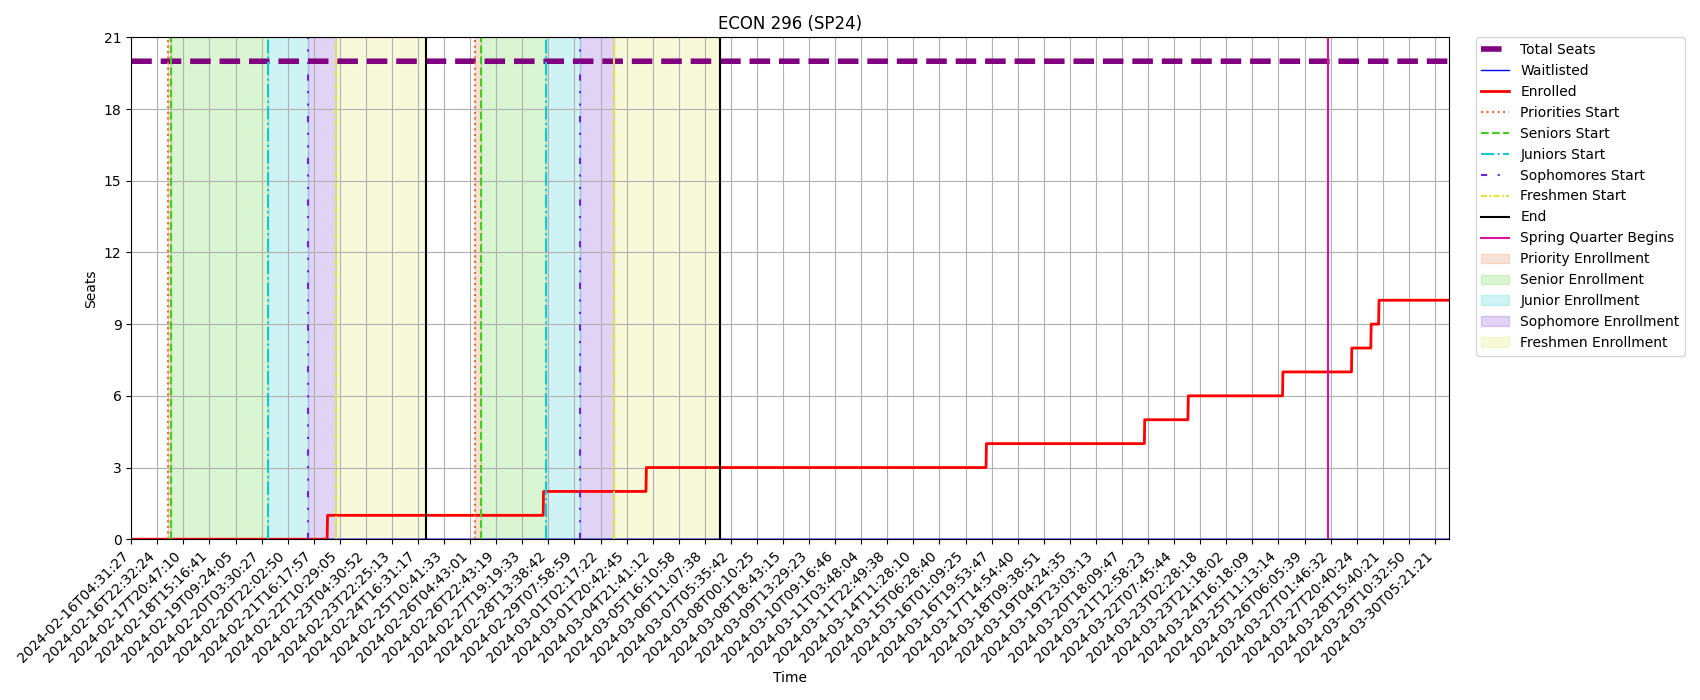 ECON 296 (SP24)
21
18
15
12
9
6
3
0
Seats
2024-02-16T04:31:27
2024-02-16T22:32:24
2024-02-17T20:47:10
2024-02-18T15:16:41
2024-02-19T09:24:05
2024-02-20T03:30:27
2024-02-20T22:02:50
2024-02-21T16:17:57
2024-02-22T10:29:05
2024-02-23T04:30:52
2024-02-23T22:25:13
2024-02-24T16:31:17
2024-02-25T10:41:33
2024-02-26T04:43:01
2024-02-26T22:43:19
2024-02-27T19:19:33
2024-02-28T13:38:42
2024-02-29T07:58:59
2024-03-01T02:17:22
2024-03-01T20:42:45
2024-03-04T21:41:12
2024-03-05T16:10:58
2024-03-06T11:07:38
2024-03-07T05:35:42
2024-03-08T00:10:25
2024-03-08T18:43:15
2024-03-09T13:29:23
2024-03-10T09:16:46
2024-03-11T03:48:04
2024-03-11T22:49:38
2024-03-14T11:28:10
2024-03-15T06:28:40
2024-03-16T01:09:25
2024-03-16T19:53:47
2024-03-17T14:54:40
2024-03-18T09:38:51
2024-03-19T04:24:35
2024-03-19T23:03:13
2024-03-20T18:09:47
2024-03-21T12:58:23
2024-03-22T07:45:44
2024-03-23T02:28:18
2024-03-23T21:18:02
2024-03-24T16:18:09
2024-03-25T11:13:14
2024-03-26T06:05:39
2024-03-27T01:46:32
2024-03-27T20:40:24
2024-03-28T15:40:21
2024-03-29T10:32:50
2024-03-30T05:21:21
Time
Total Seats
Waitlisted
Enrolled
Priorities Start
Seniors Start
Juniors Start
Sophomores Start
Freshmen Start
End
Spring Quarter Begins
Priority Enrollment
Senior Enrollment
Junior Enrollment
Sophomore Enrollment
Freshmen Enrollment